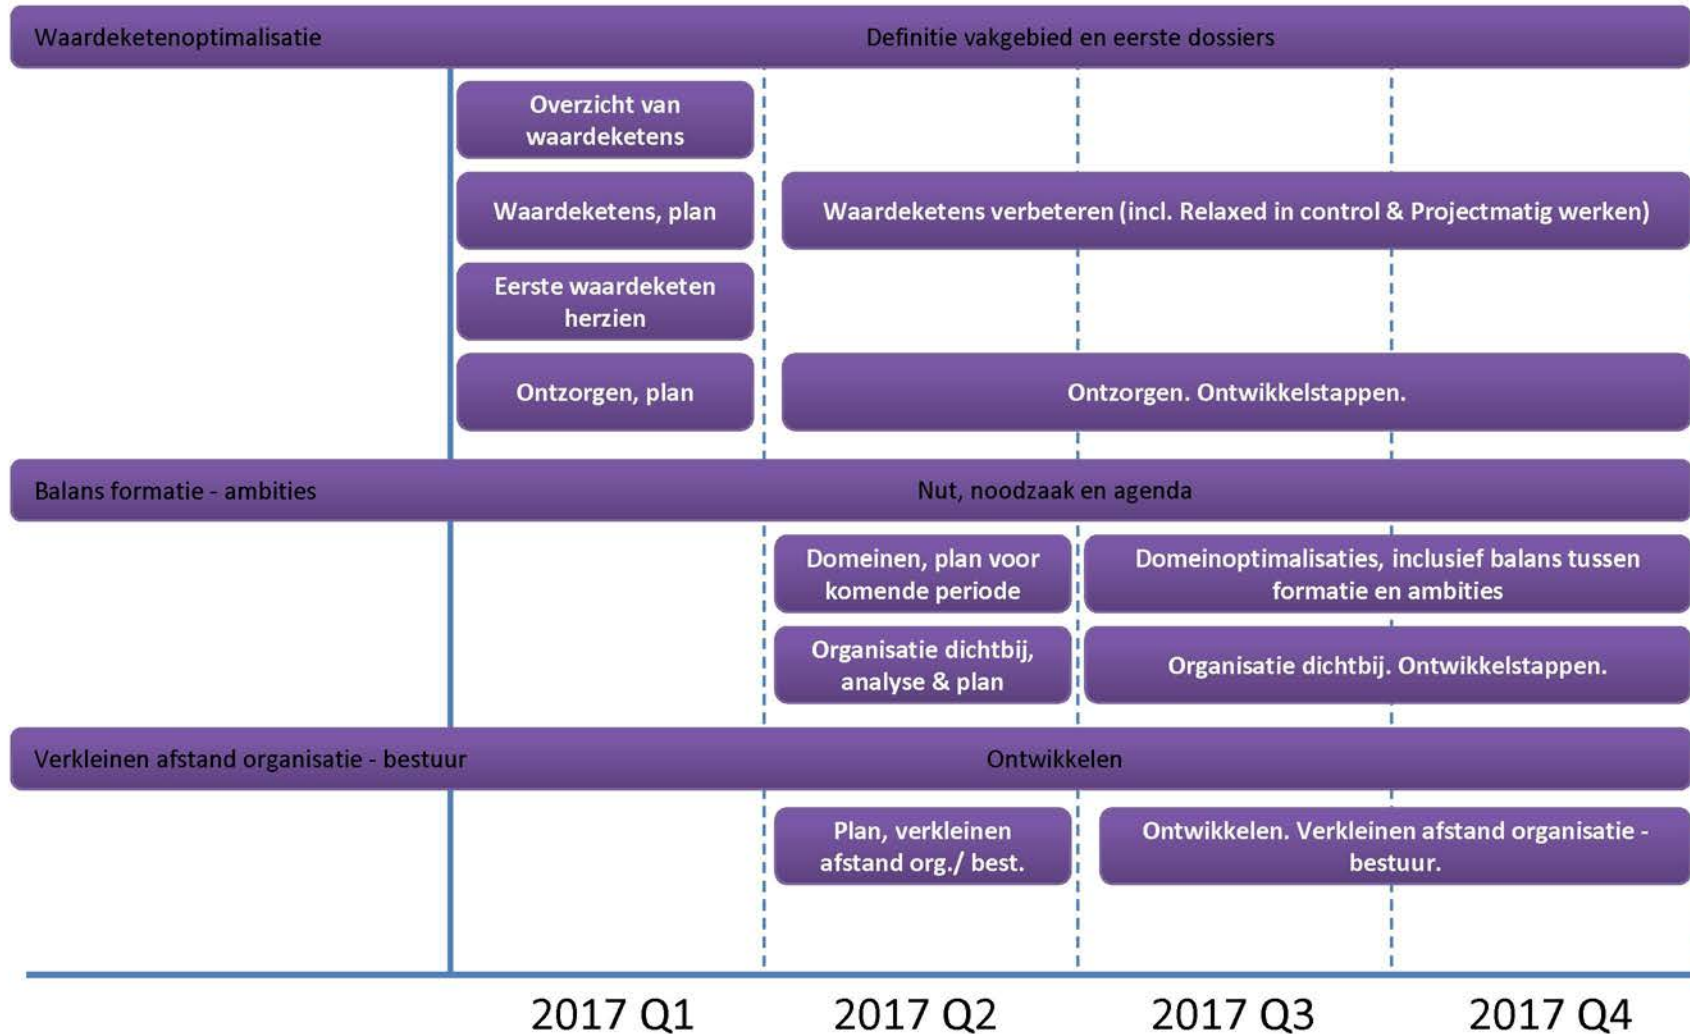 Waardeketenoptimalisatie
Definitie vakgebied en eerste dossiers
Overzicht van
waardeketens
Waardeketens, plan
Waardeketens verbeteren (incl. Relaxed in control & Projectmatig werken)
Eerste waardeketen
herzien
Ontzorgen, plan
Ontzorgen. Ontwikkelstappen.
Balans formatie - ambities
Nut, noodzaak en agenda
Domeinen, plan voor
komende periode
Domeinoptimalisaties, inclusief balans tussen
formatie en ambities
Organisatie dichtbij,
analyse & plan
Organisatie dichtbij. Ontwikkelstappen.
Verkleinen afstand organisatie - bestuur
Ontwikkelen
Plan, verkleinen
afstand org./ best.
Ontwikkelen. Verkleinen afstand organisatie -
bestuur.
2017 Q1
2017 Q2
2017 Q3
2017 Q4